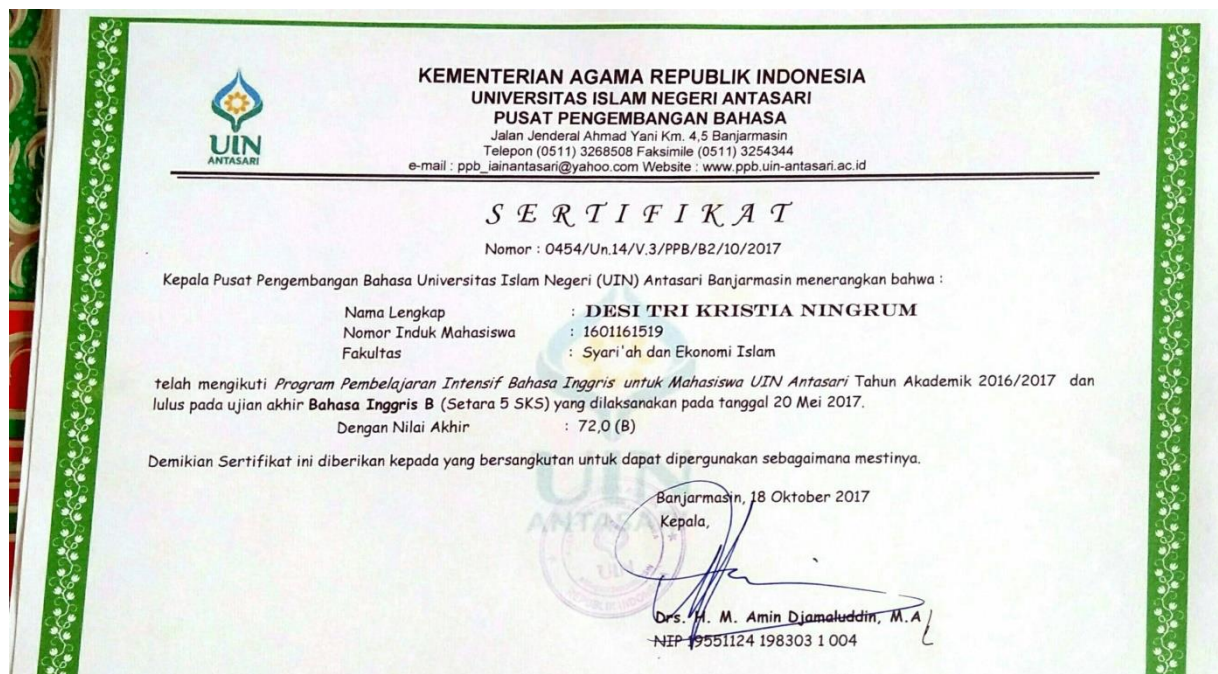 UIN
ANTASARI
KEMENTERIAN AGAMA REPUBLIK INDONESIA
UNIVERSITAS ISLAM NEGERI ANTASARI
PUSAT PENGEMBANGAN BAHASA
Jalan Jenderal Ahmad Yani Km. 4,5 Banjarmasin
Telepon (0511) 3268508 Faksimile (0511) 3254344
e-mail : ppb_iainantasari@yahoo.com Website : www.ppb.uin-antasari.ac.id
SERTIFIKAT
Nomor : 0454/Un.14/V.3/PPB/B2/10/2017
Kepala Pusat Pengembangan Bahasa Universitas Islam Negeri (UIN) Antasari Banjarmasin menerangkan bahwa :
Nama Lengkap : DESI TRI KRISTIA NINGRUM
Nomor Induk Mahasiswa : 1601161519
Fakultas : Syari'ah dan Ekonomi Islam
telah mengikuti Program Pembelajaran Intensif Bahasa Inggris untuk Mahasiswa UIN Antasari Tahun Akademik 2016/2017 dan
lulus pada ujian akhir Bahasa Inggris B (Setara 5 SKS) yang dilaksanakan pada tanggal 20 Mei 2017.
Dengan Nilai Akhir : 72,0 (B)
Demikian Sertifikat ini diberikan kepada yang bersangkutan untuk dapat dipergunakan sebagaimana mestinya.
UIN
ANTASARI
Banjarmasin, 18 Oktober 2017
Kepala,
Drs. H. M. Amin Djamaluddin, M.A
NIP 19551124 198303 1 004